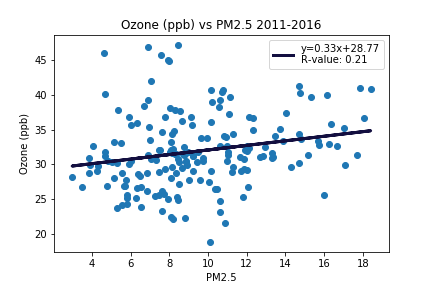 Ozone (ppb) vs PM2.5 2011-2016
y=0.33x+28.77
R-value: 0.21
45
40
35
30
25
20
Ozone (ppb)
4 6 8 10 12 14 16 18
PM2.5